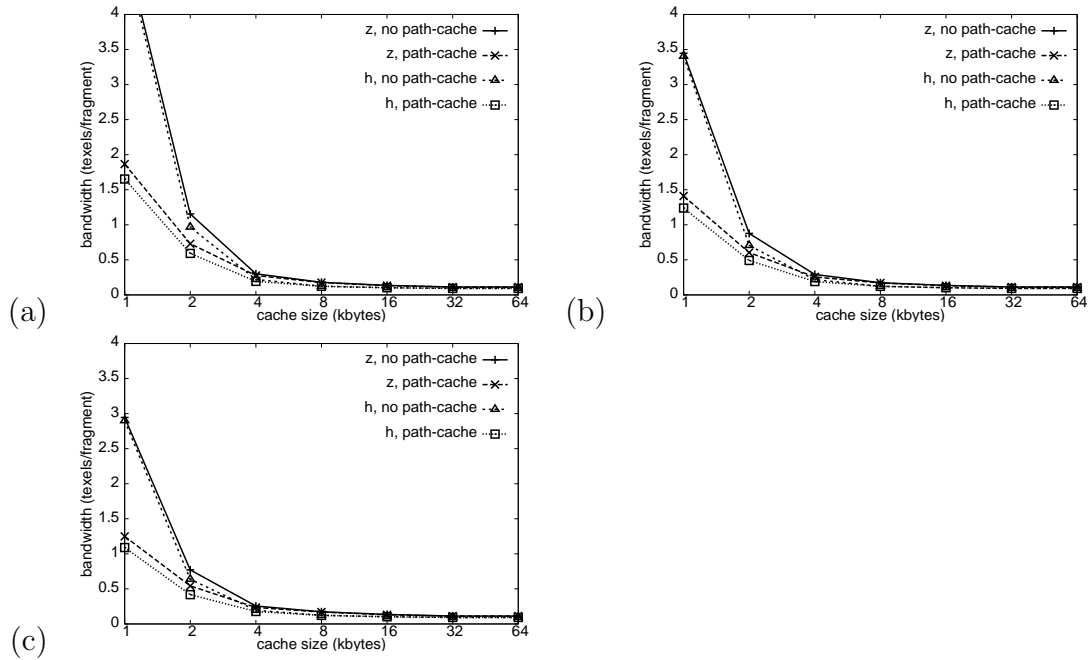 4
3.5
3
2.5
2
1.5
1
0.5
0
1 2 4 8 16 32 64
bandwidth (texels/fragment)
cache size (kbytes)
z, no path-cache
z, path-cache
h, no path-cache
h, path-cache
(a)
4
3.5
3
2.5
2
1.5
1
0.5
0
1 2 4 8 16 32 64
bandwidth (texels/fragment)
cache size (kbytes)
z, no path-cache
z, path-cache
h, no path-cache
h, path-cache
(b)
4
3.5
3
2.5
2
1.5
1
0.5
0
1 2 4 8 16 32 64
bandwidth (texels/fragment)
cache size (kbytes)
z, no path-cache
z, path-cache
h, no path-cache
h, path-cache
(c)